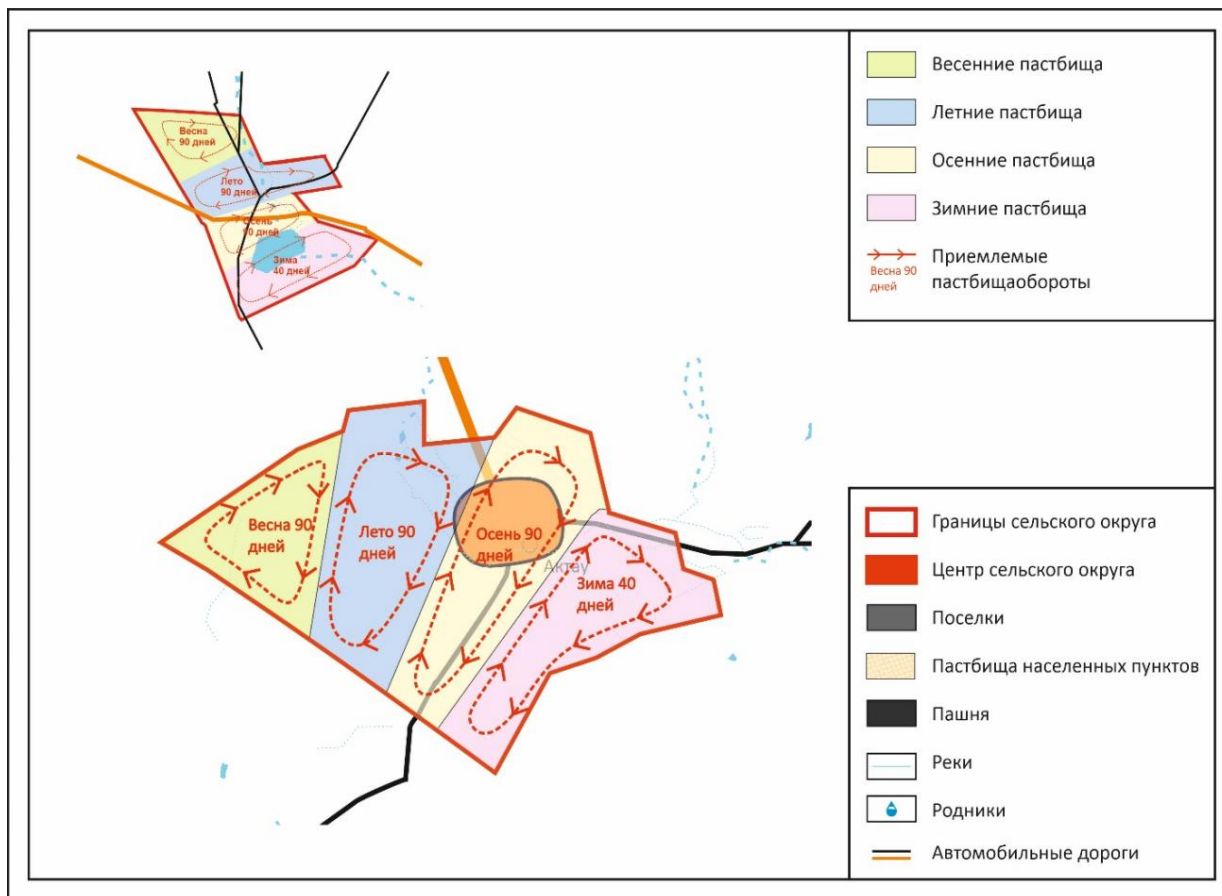 Весенние пастбища
Летние пастбища
Осенние пастбища
Зимние пастбища
Весна 90
дней
Приемлемые
пастбищаобороты
Весна
90 дней
Лето
90 дней
Осень
90 дней
Зима
40 дней
Весна 90
дней
Лето 90
дней
Осень 90
дней
Актау
Зима 40
дней
Границы сельского округа
Центр сельского округа
Поселки
Пастбища населенных пунктов
Пашня
Реки
Родники
Автомобильные дороги